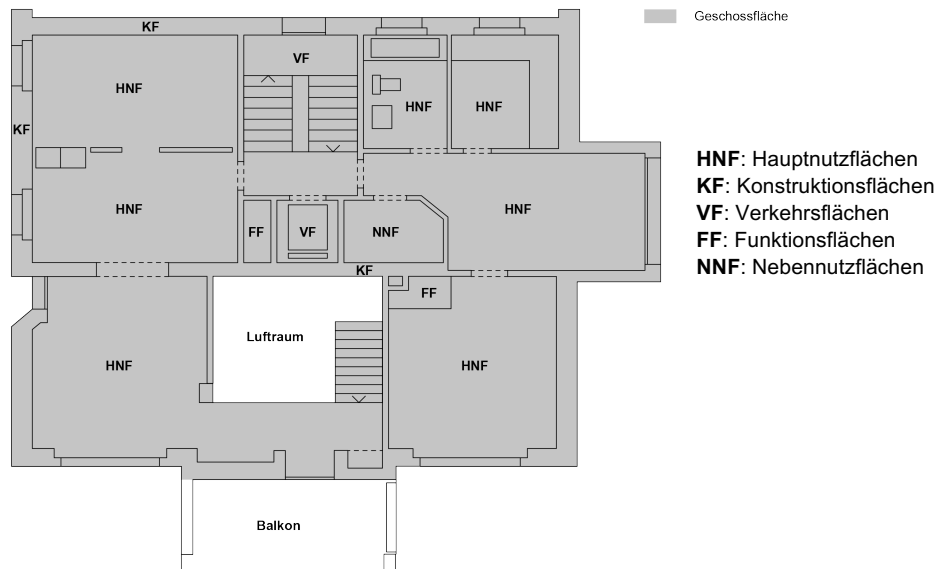 Geschossfläche
KF
VF
HNF
HNF
HNF
KF
HNF: Hauptnutzflächen
KF: Konstruktionsflächen
VF: Verkehrsflächen
FF: Funktionsflächen
NNF: Nebennutzflächen
HNF
HNF
FF
VF
NNF
KF
FF
Luftraum
HNF
HNF
Balkon